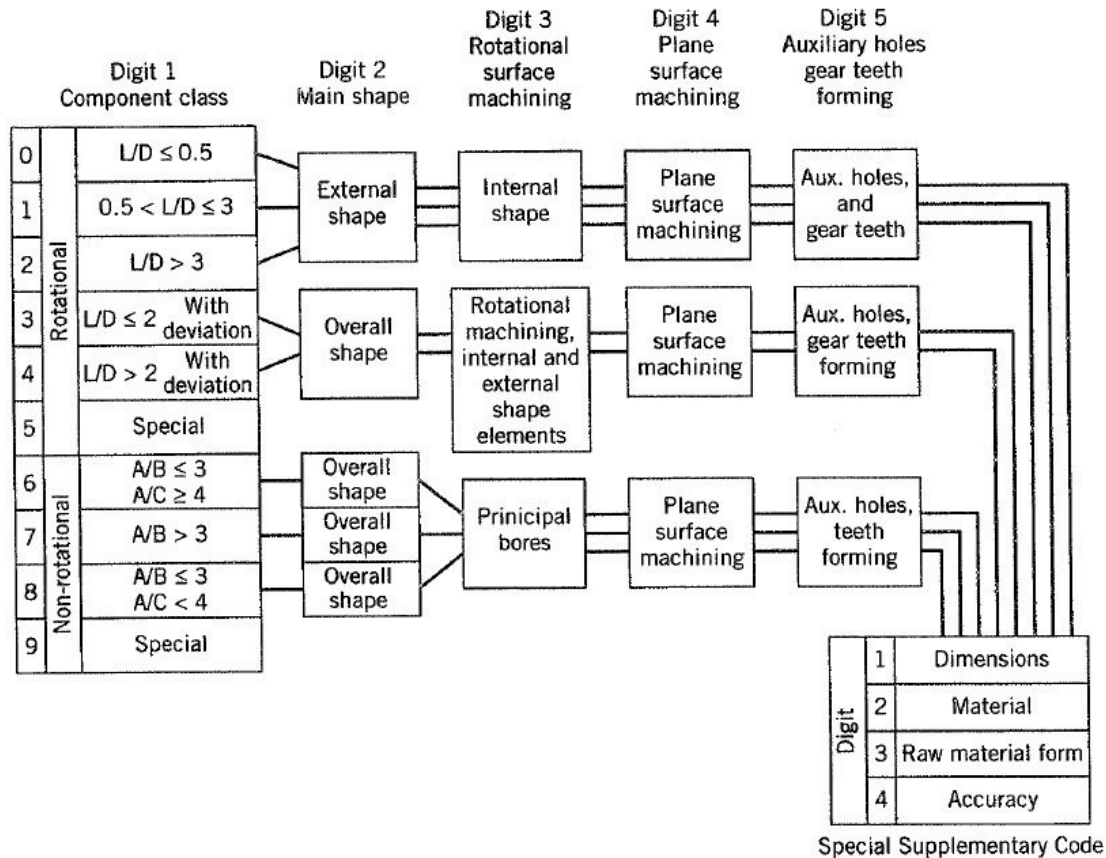 Digit 1
Component class
Digit 2
Main shape
Digit 3
Rotational
surface
machining
Digit 4
Plane
surface
machining
Digit 5
Auxiliary holes
gear teeth
forming
Rotational
0
L/D ≤ 0.5
1
0.5 < L/D ≤ 3
2
L/D > 3
3
L/D ≤ 2 With
deviation
4
L/D > 2 With
deviation
5
Special
Non-rotational
6
A/B ≤ 3
A/C ≥ 4
7
A/B > 3
8
A/B ≤ 3
A/C < 4
9
Special
External
shape
Internal
shape
Plane
surface
machining
Aux. holes,
and
gear teeth
Overall
shape
Rotational
machining,
internal and
external
shape
elements
Plane
surface
machining
Aux. holes,
gear teeth
forming
Overall
shape
Overall
shape
Overall
shape
Prinicipal
bores
Plane
surface
machining
Aux. holes,
teeth
forming
Digit
1 Dimensions
2 Material
3 Raw material form
4 Accuracy
Special Supplementary Code